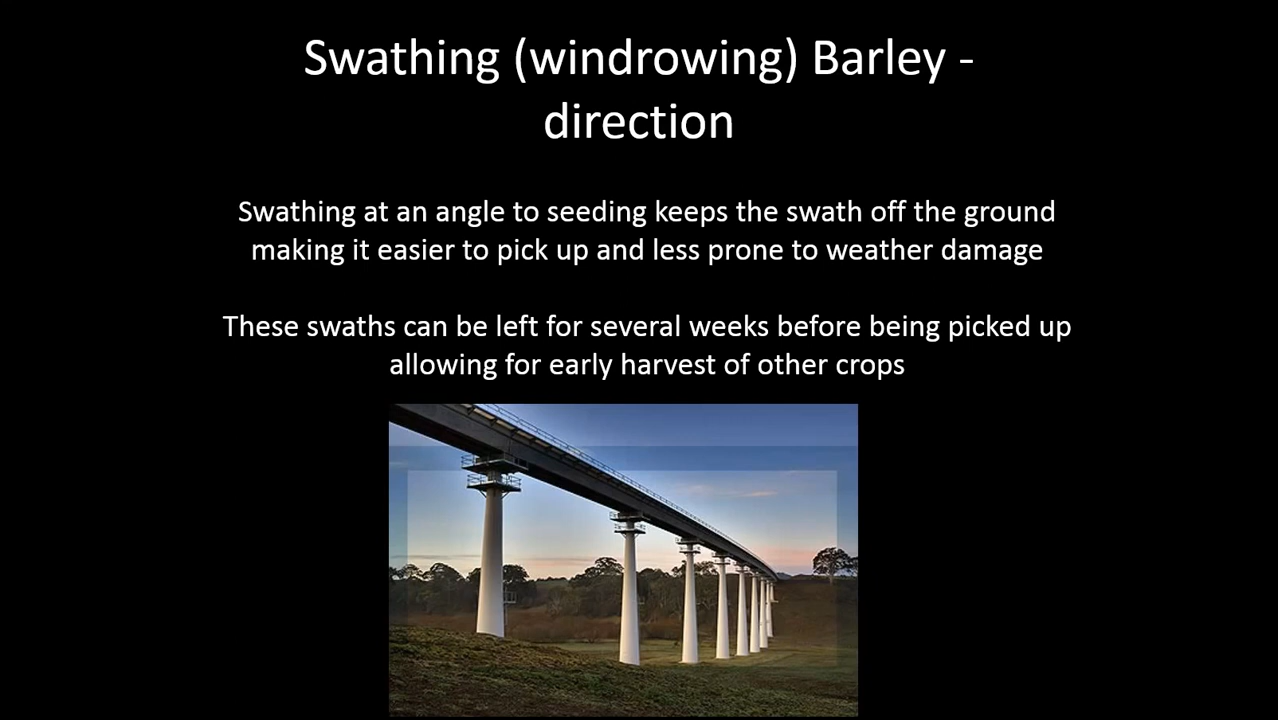 Swathing (windrowing) Barley -
direction
Swathing at an angle to seeding keeps the swath off the ground
making it easier to pick up and less prone to weather damage
These swaths can be left for several weeks before being picked up
allowing for early harvest of other crops